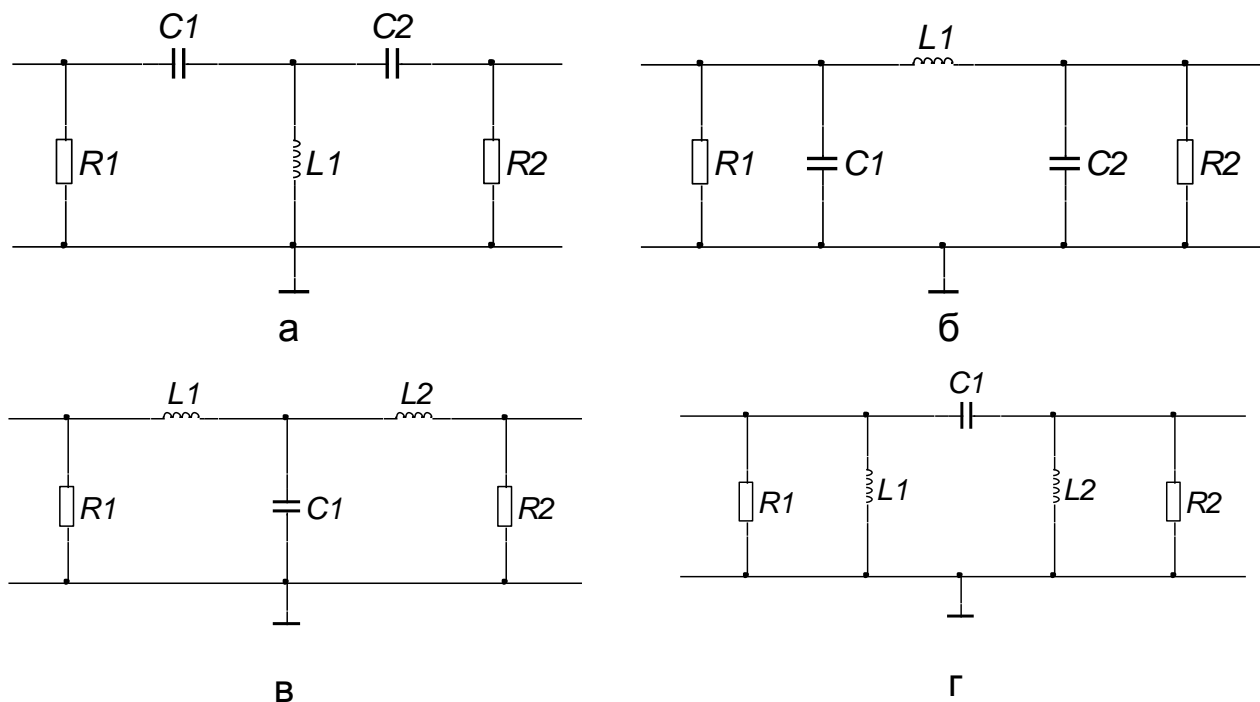 C1 C2
R1 L1 R2
а
L1
R1 C1 C2 R2
б
L1 L2
R1 C1 R2
в
C1
R1 L1 L2 R2
г